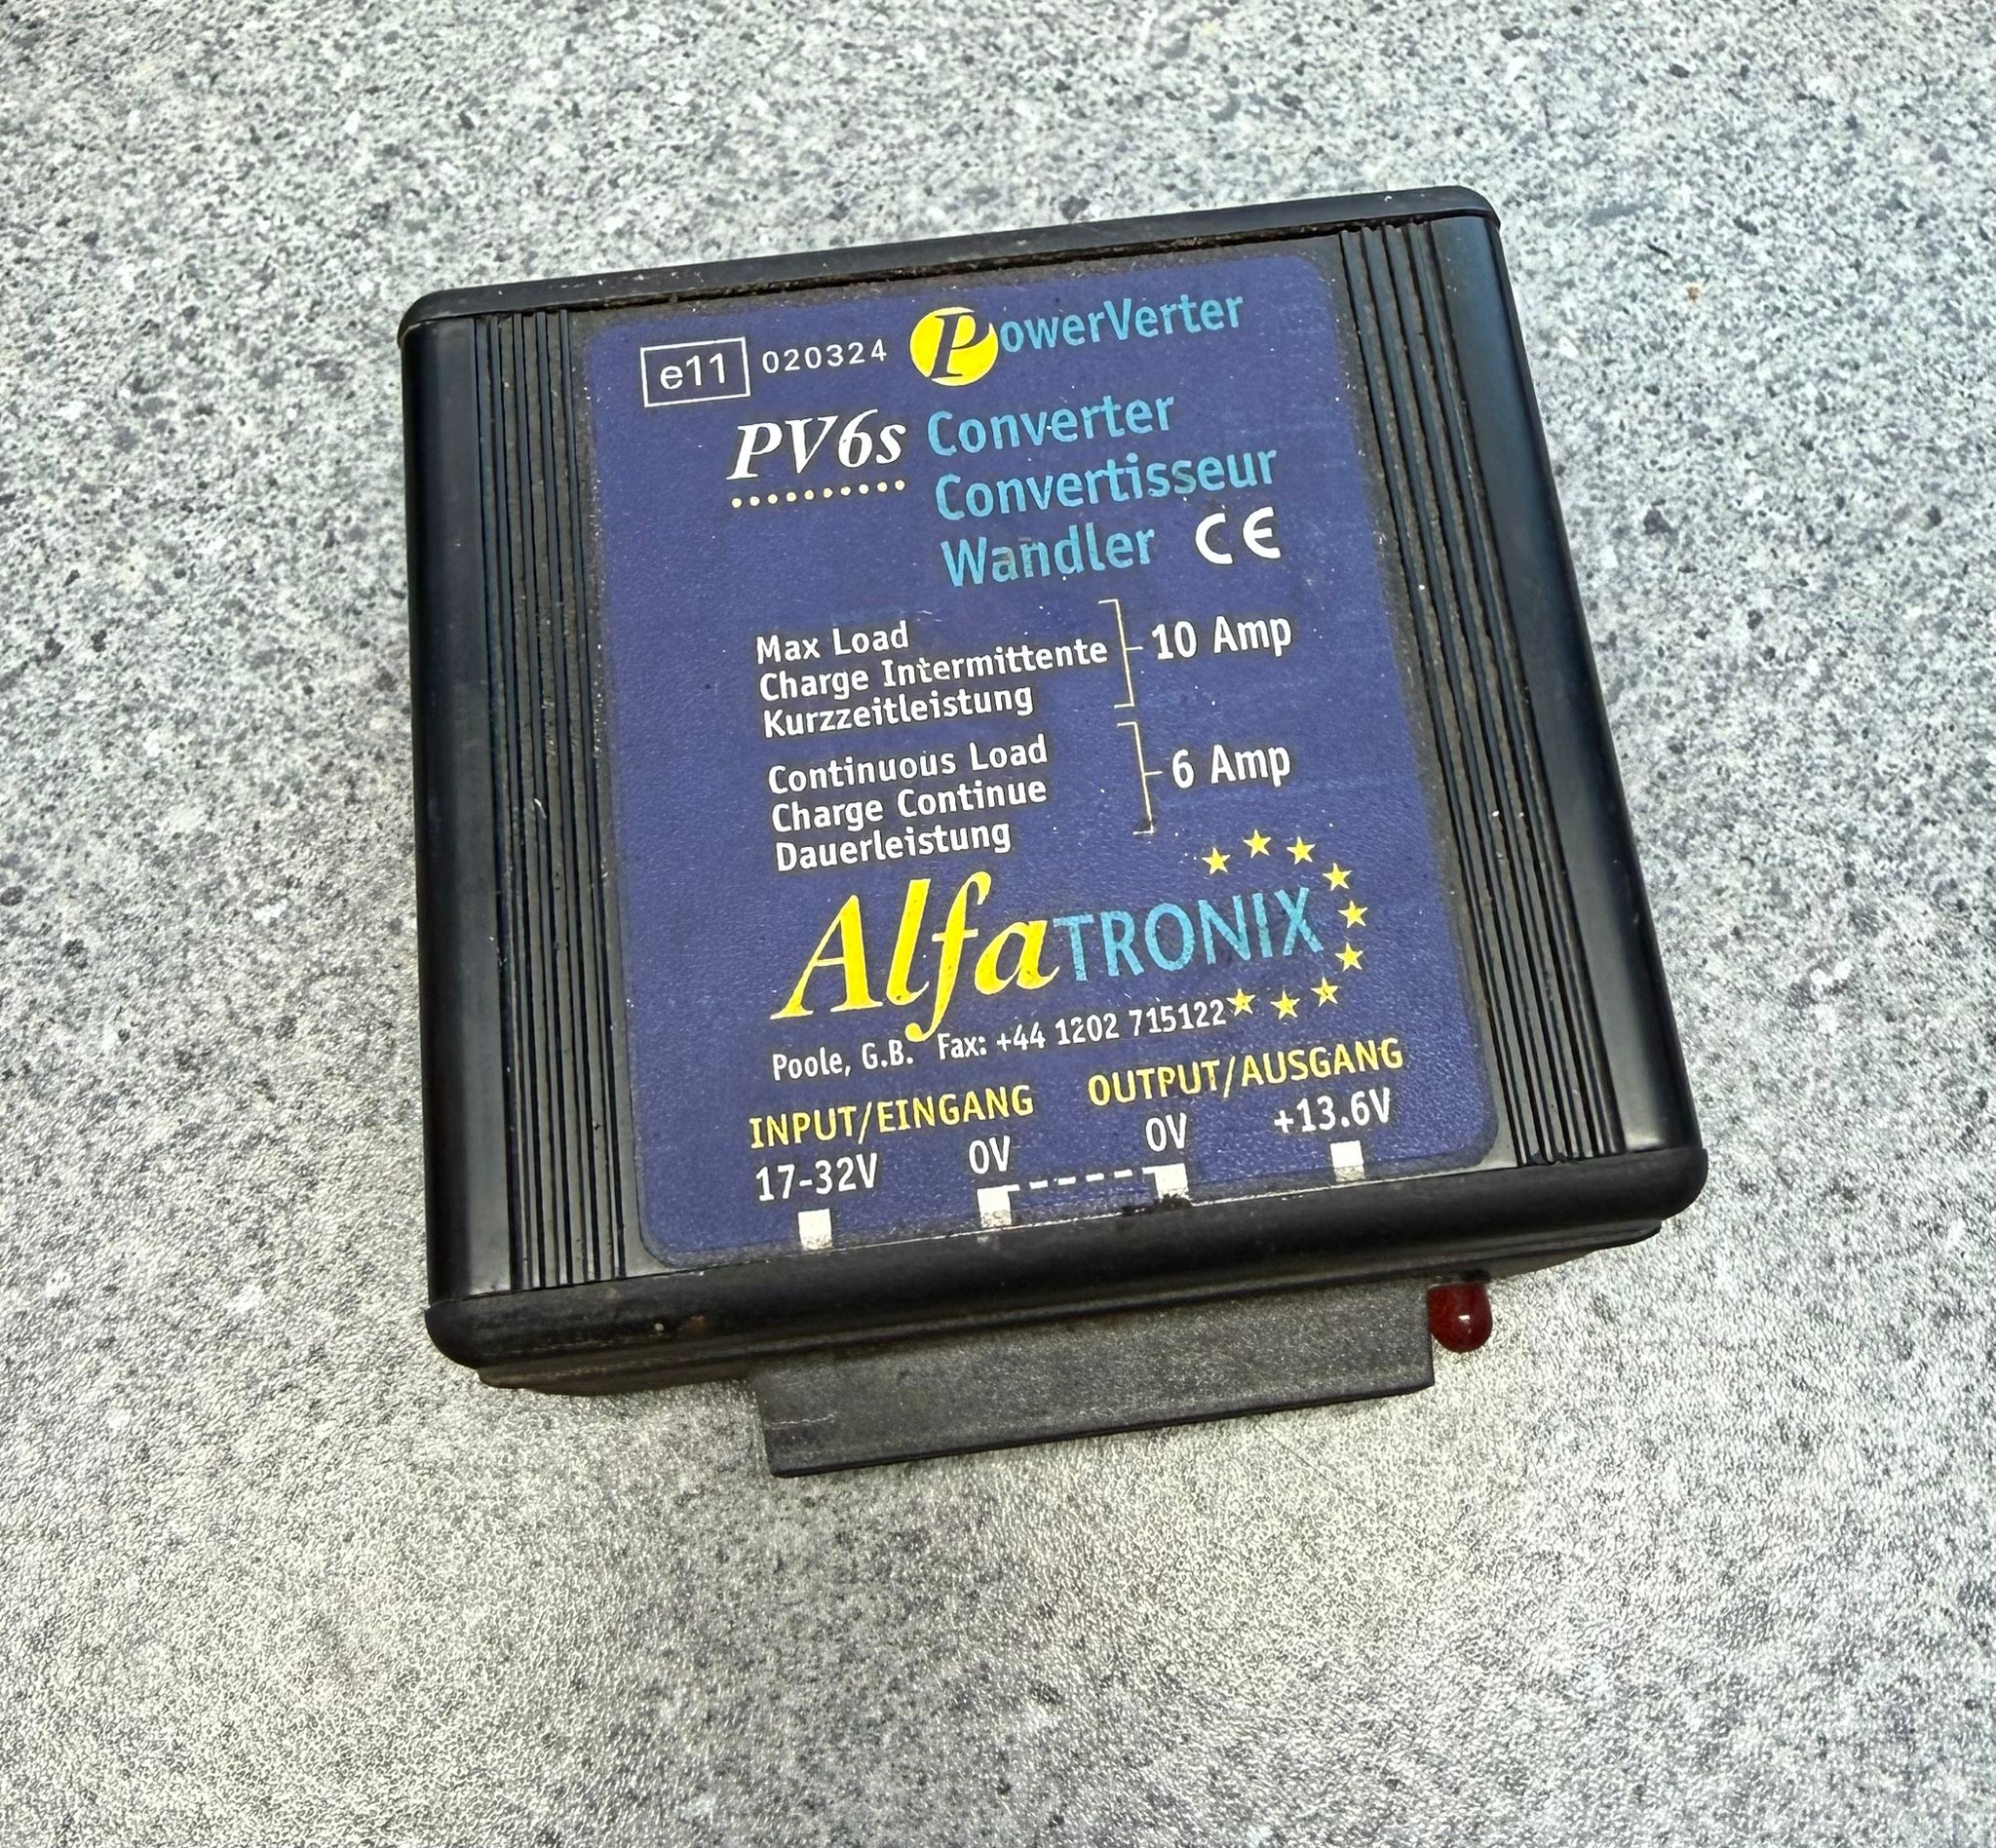 e11 020324 PowerVerter
PV6s Converter
Convertisseur
Wandler CE
Max Load
Charge Intermittente 10 Amp
Kurzzeitleistung
Continuous Load
Charge Continue 6 Amp
Dauerleistung
AlfaTRONIX
Poole, G.B. Fax: +44 1202 715122
INPUT/EINGANG OUTPUT/AUSGANG
17-32V 0V 0V +13.6V